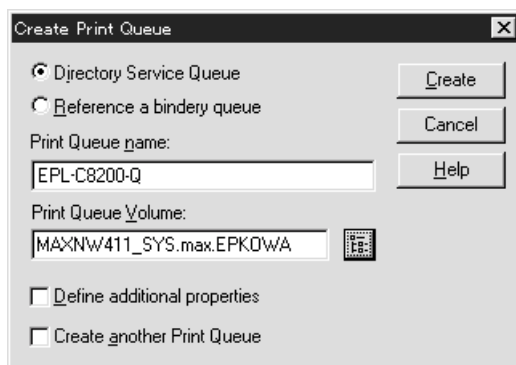 Create Print Queue
Directory Service Queue
Reference a bindery queue
Print Queue name:
EPL-C8200-Q
Print Queue Volume:
MAXNW411_SYS.max.EPKOWA
Define additional properties
Create another Print Queue
Create
Cancel
Help